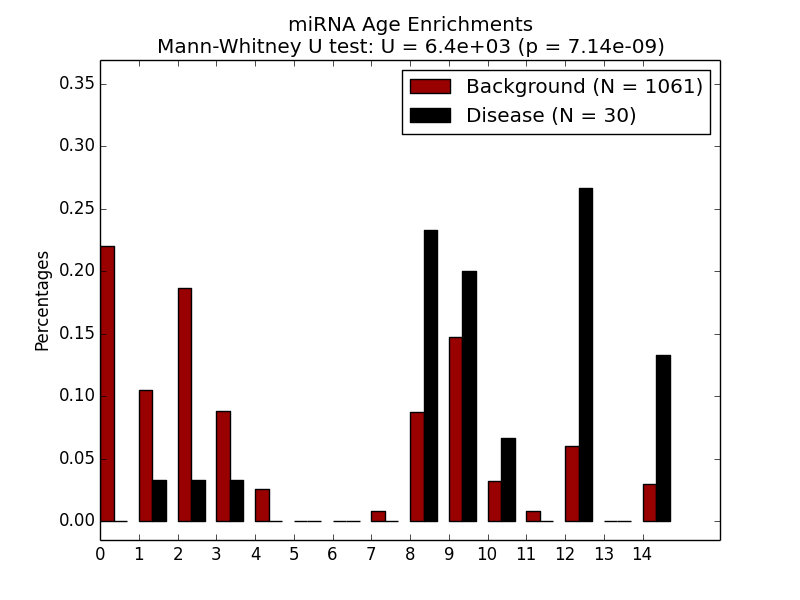 miRNA Age Enrichments
Mann-Whitney U test: U = 6.4e+03 (p = 7.14e-09)
Background (N = 1061)
Disease (N = 30)
Percentages
0.35
0.30
0.25
0.20
0.15
0.10
0.05
0.00
0 1 2 3 4 5 6 7 8 9 10 11 12 13 14